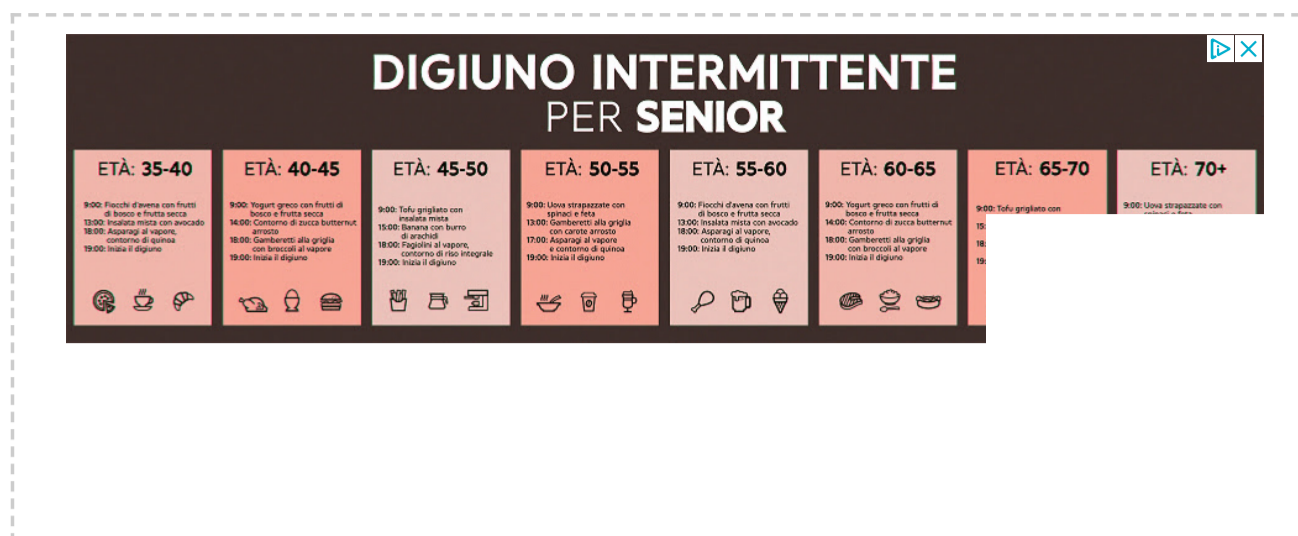 DIGIUNO INTERMITTENTE
PER SENIOR
ETÀ: 35-40
9:00: Fiocchi d'avena con frutti
di bosco e frutta secca
13:00: Insalata mista con avocado
18:00: Asparagi al vapore,
contorno di quinoa
19:00: Inizia il digiuno
ETÀ: 40-45
9:00: Yogurt greco con frutti di
bosco e frutta secca
14:00: Contorno di zucca butternut
arrosto
18:00: Gamberetti alla griglia
con broccoli al vapore
19:00: Inizia il digiuno
ETÀ: 45-50
9:00: Tofu grigliato con
insalata mista
15:00: Banana con burro
di arachidi
18:00: Fagiolini al vapore,
contorno di riso integrale
19:00: Inizia il digiuno
ETÀ: 50-55
9:00: Uova strapazzate con
spinaci e feta
13:00: Gamberetti alla griglia
con carote arrosto
17:00: Asparagi al vapore
e contorno di quinoa
19:00: Inizia il digiuno
ETÀ: 55-60
9:00: Fiocchi d'avena con frutti
di bosco e frutta secca
13:00: Insalata mista con avocado
18:00: Asparagi al vapore,
contorno di quinoa
19:00: Inizia il digiuno
ETÀ: 60-65
9:00: Yogurt greco con frutti di
bosco e frutta secca
14:00: Contorno di zucca butternut
arrosto
18:00: Gamberetti alla griglia
con broccoli al vapore
19:00: Inizia il digiuno
ETÀ: 65-70
9:00: Tofu grigliato con
15:
18:
19:
ETÀ: 70+
9:00: Uova strapazzate con